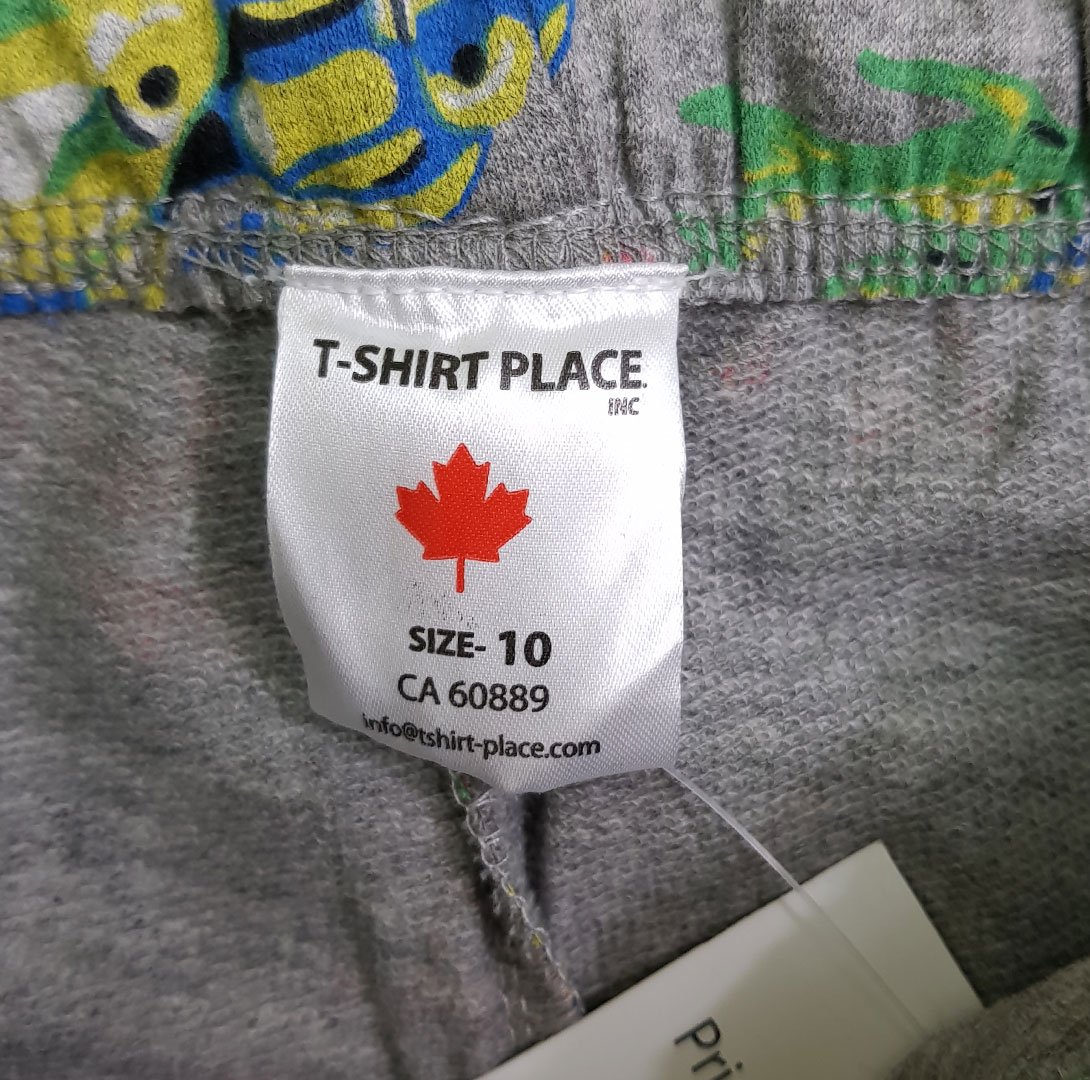 T-SHIRT PLACE.
INC
SIZE- 10
CA 60889
info@tshirt-place.com
Pri